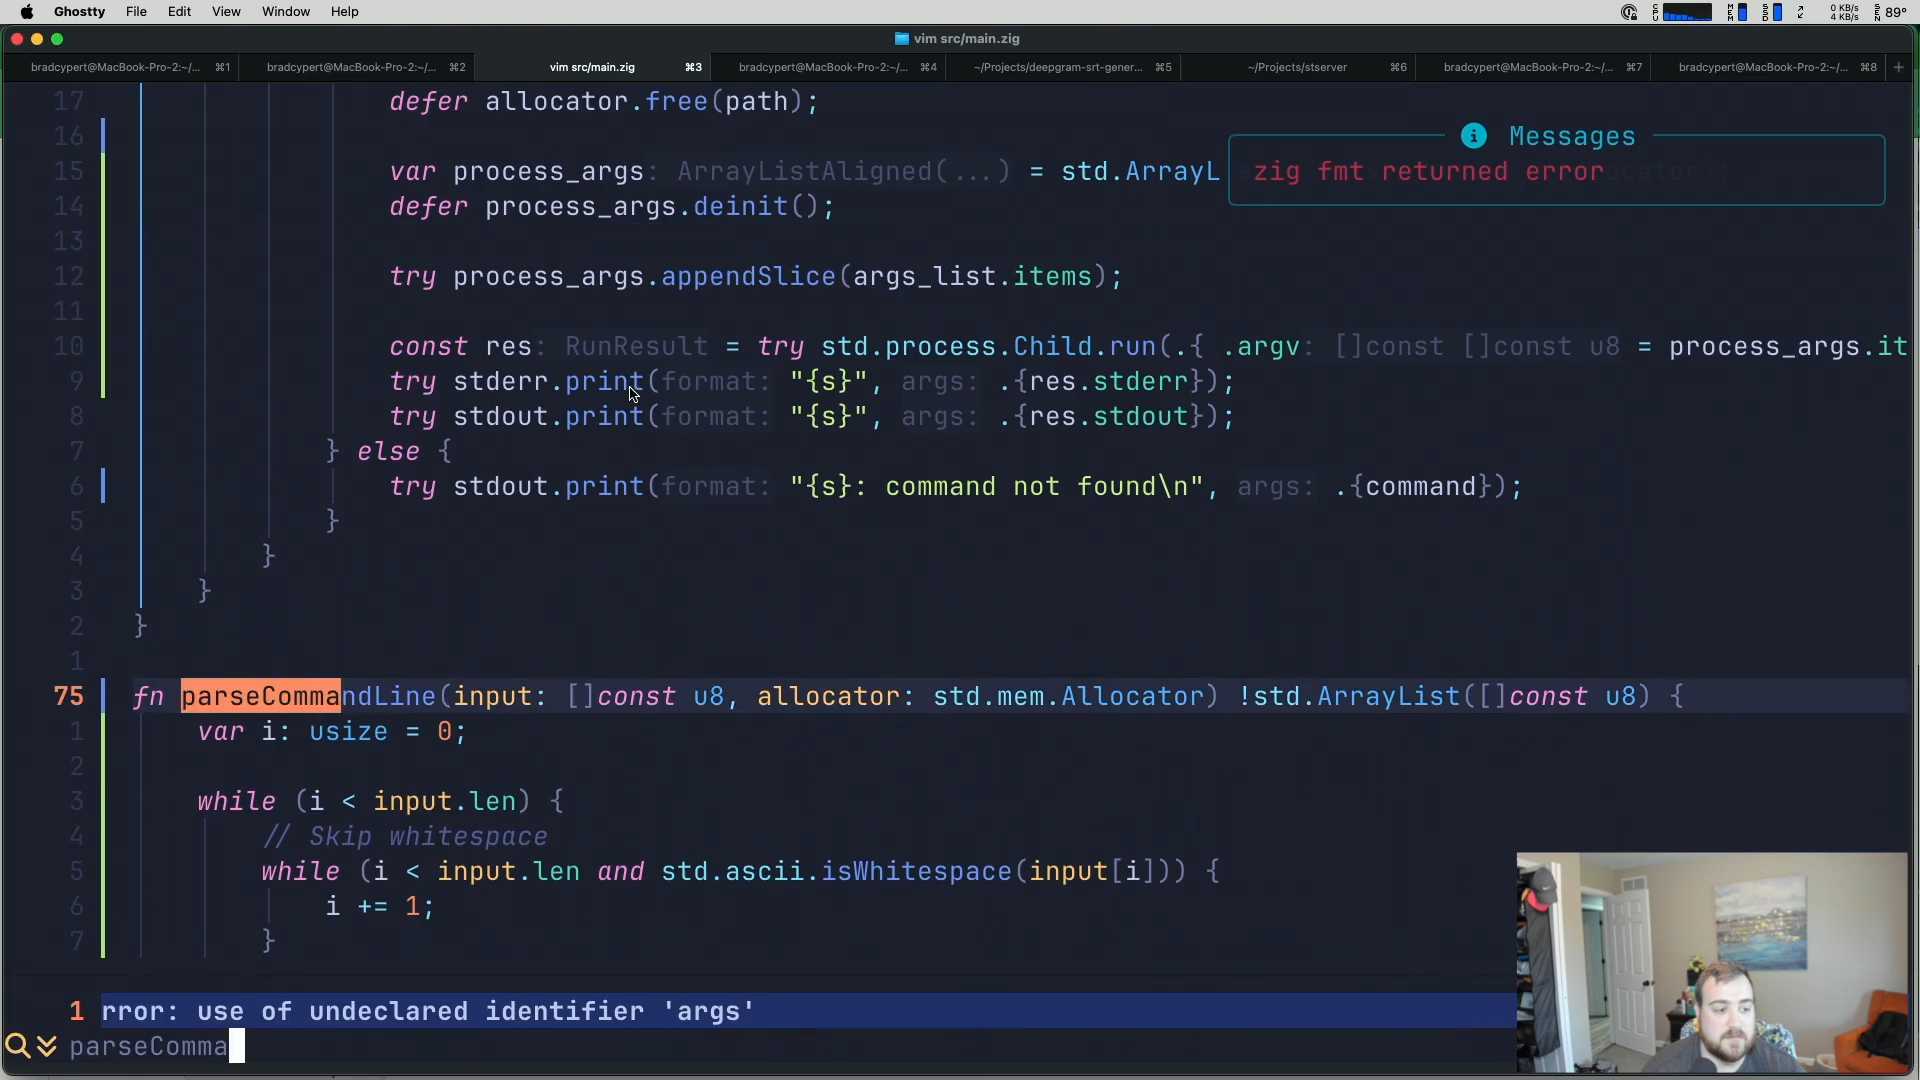 Ghostty File Edit View Window Help
CPU MEM SSD 0 KB/s 4 KB/s SEN 89°
vim src/main.zig
bradcypert@MacBook-Pro-2:~/... ⌘1 bradcypert@MacBook-Pro-2:~/... ⌘2 vim src/main.zig ⌘3 bradcypert@MacBook-Pro-2:~/... ⌘4 ~/Projects/deepgram-srt-gener... ⌘5 ~/Projects/stserver ⌘6 bradcypert@MacBook-Pro-2:~/... ⌘7 bradcypert@MacBook-Pro-2:~/... ⌘8 +
17 defer allocator.free(path);
16
Messages
15 var process_args: ArrayListAligned(...) = std.ArrayL
zig fmt returned error
14 defer process_args.deinit();
13
12 try process_args.appendSlice(args_list.items);
11
10 const res: RunResult = try std.process.Child.run(.{ .argv: []const []const u8 = process_args.it
9 try stderr.print(format: "{s}", args: .{res.stderr});
8 try stdout.print(format: "{s}", args: .{res.stdout});
7 } else {
6 try stdout.print(format: "{s}: command not found\n", args: .{command});
5 }
4 }
3 }
2 }
1
75 fn parseCommandLine(input: []const u8, allocator: std.mem.Allocator) !std.ArrayList([]const u8) {
1 var i: usize = 0;
2
3 while (i < input.len) {
4 // Skip whitespace
5 while (i < input.len and std.ascii.isWhitespace(input[i])) {
6 i += 1;
7 }
1 rror: use of undeclared identifier 'args'
parseComma